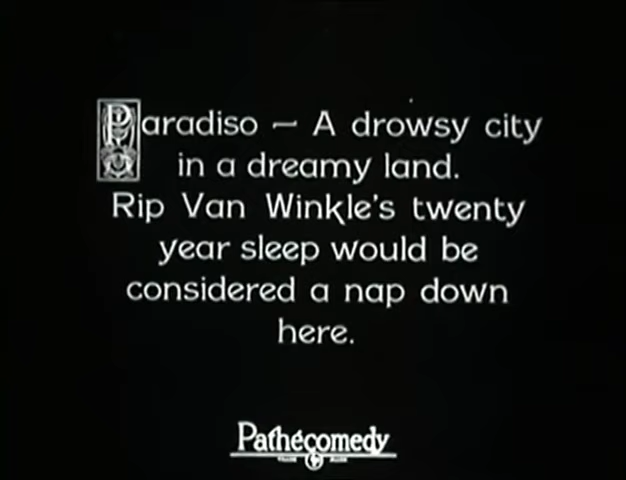 Paradiso — A drowsy city
in a dreamy land.
Rip Van Winkle's twenty
year sleep would be
considered a nap down
here.
Pathécomedy